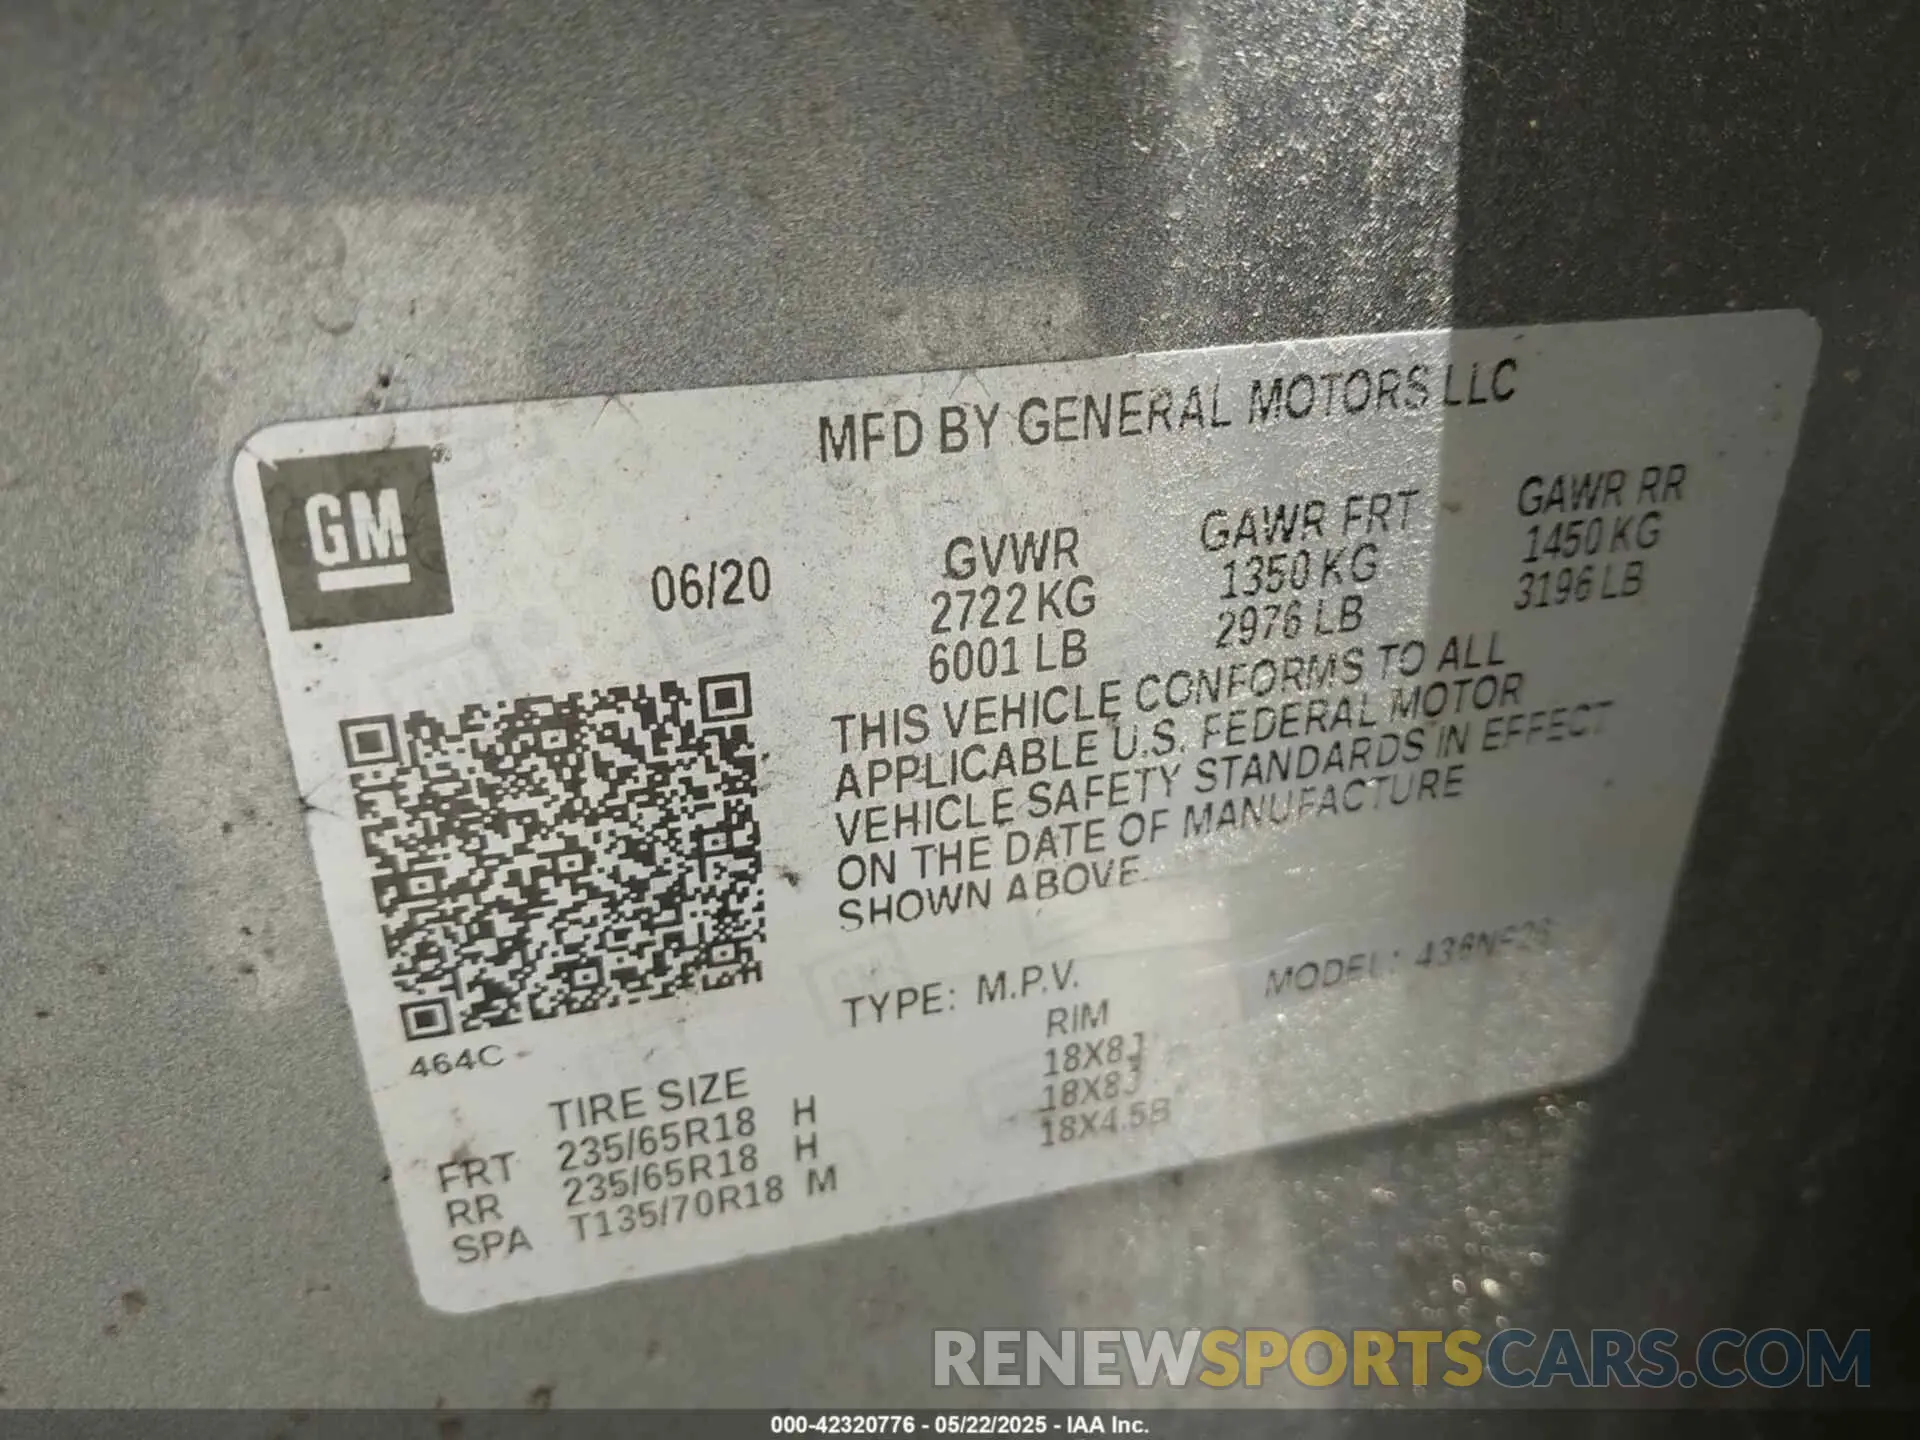 MFD BY GENERAL MOTORS LLC
GM
06/20
GVWR
2722 KG
6001 LB
GAWR FRT
1350 KG
2976 LB
GAWR RR
1450 KG
3196 LB
THIS VEHICLE CONFORMS TO ALL
APPLICABLE U.S. FEDERAL MOTOR
VEHICLE SAFETY STANDARDS IN EFFECT
ON THE DATE OF MANUFACTURE
SHOWN ABOVE.
TYPE: M.P.V.
MODEL:
464C
TIRE SIZE
RIM
FRT 235/65R18 H 18X8J
RR 235/65R18 H 18X8J
SPA T135/70R18 M 18X4.5B
RENEWSPORTSCARS.COM
000-42320776 - 05/22/2025 - IAA Inc.